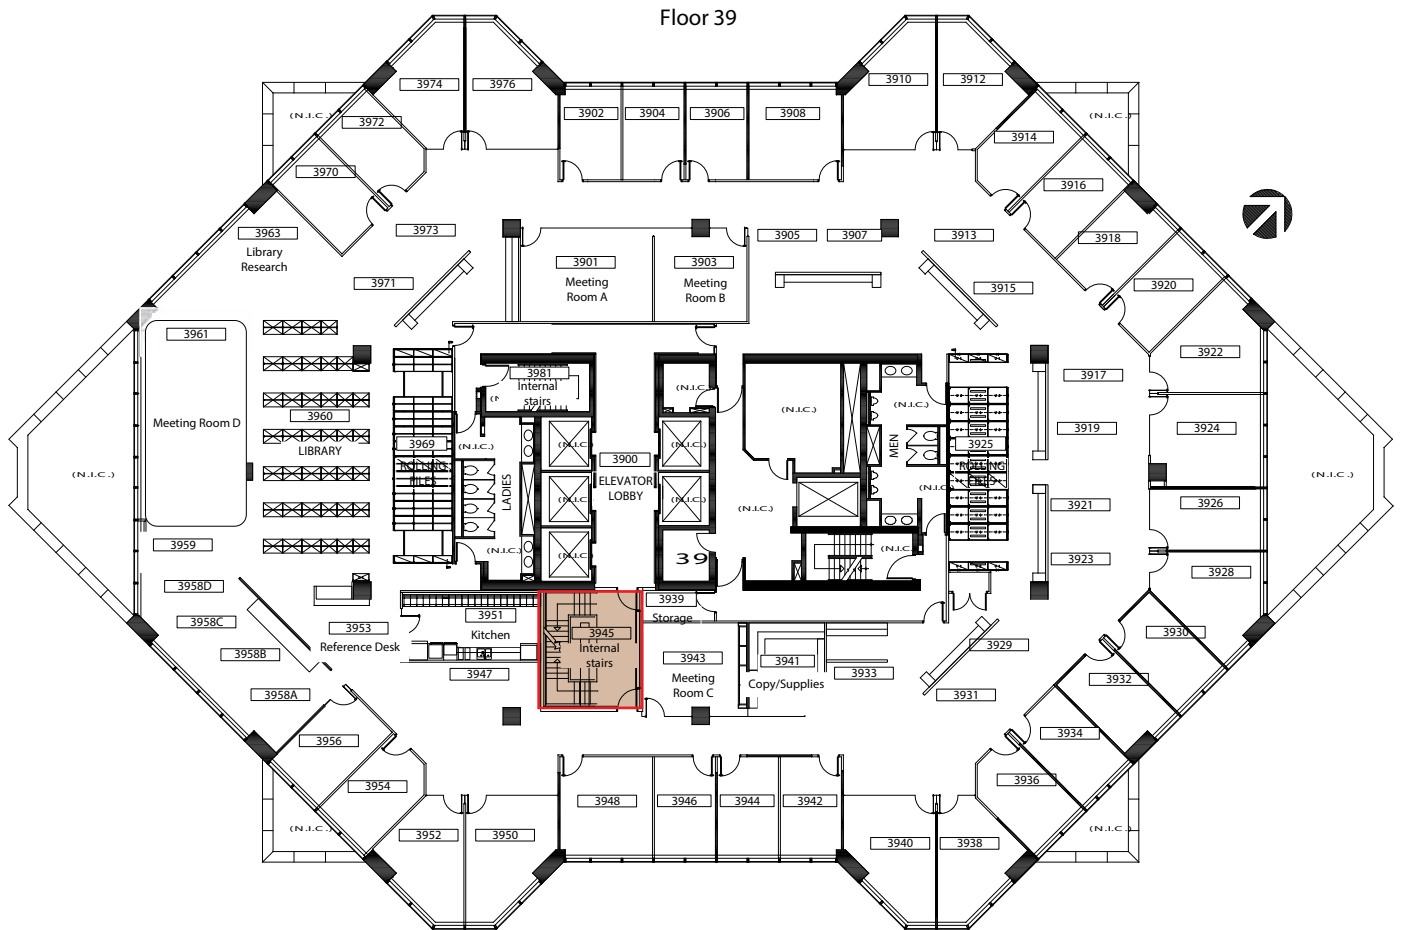 Floor 39
3974
3976
3910
3912
3902
3904
3906
3908
(N.I.C.)
3972
(N.I.C.)
3914
3970
3916
3963
Library
Research
3973
3905
3907
3913
3918
3901
Meeting
Room A
3903
Meeting
Room B
3971
3915
3920
3961
3922
3981
Internal
stairs
(N.I.C.)
3917
3960
LIBRARY
Meeting Room D
(N.I.C.)
(N.I.C.)
3919
3924
3969
ROLLING
FILES
(N.I.C.)
(N.I.C.)
(N.I.C.)
3900
ELEVATOR
LOBBY
MEN
3925
ROLLING
FILES
(N.I.C.)
(N.I.C.)
LADIES
(N.I.C.)
(N.I.C.)
(N.I.C.)
(N.I.C.)
3921
3926
3959
(N.I.C.)
(N.I.C.)
39
(N.I.C.)
3923
3928
3958D
3939
Storage
3958C
3953
Reference Desk
3951
Kitchen
3945
Internal
stairs
3930
3958B
3943
Meeting
Room C
3941
Copy/Supplies
3929
3947
3933
3932
3958A
3931
3956
3934
3954
3936
3948
3946
3944
3942
(N.I.C.)
3952
3950
3940
3938
(N.I.C.)